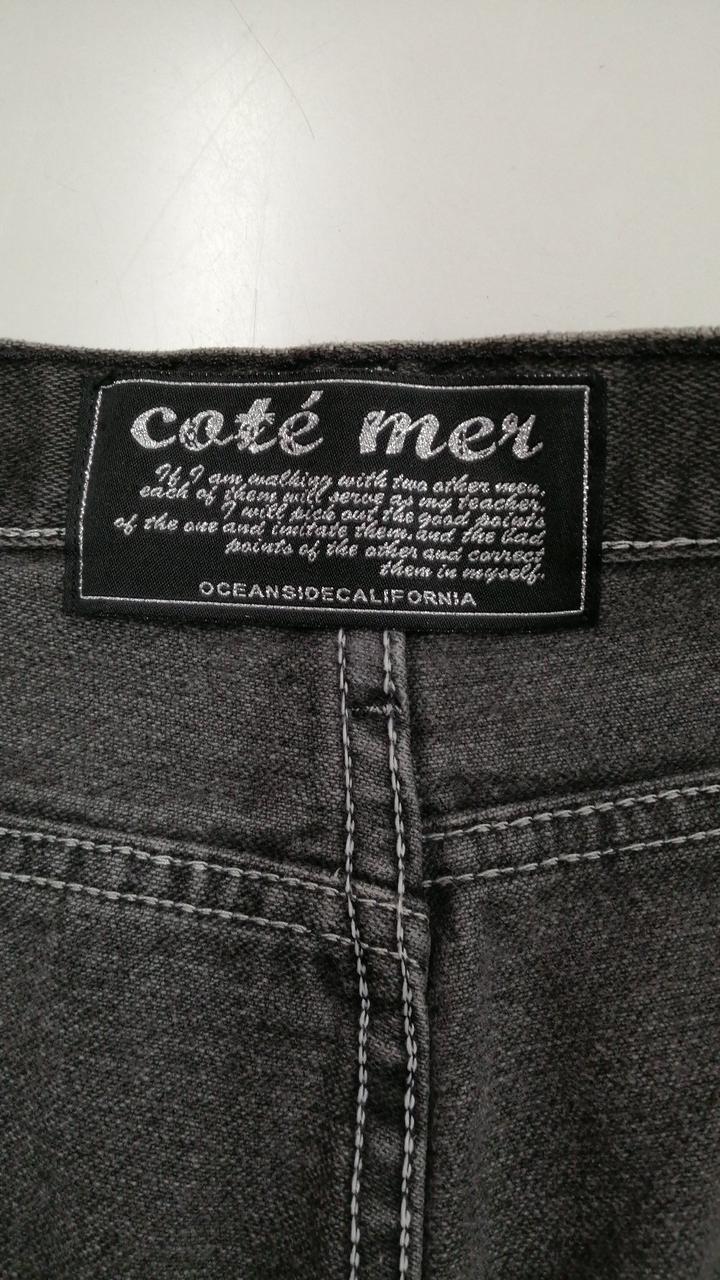 coté mer
If I am walking with two other men,
each of them will serve as my teacher.
I will pick out the good points
of the one and imitate them, and the bad
points of the other and correct
them in myself.
OCEANSIDECALIFORNIA